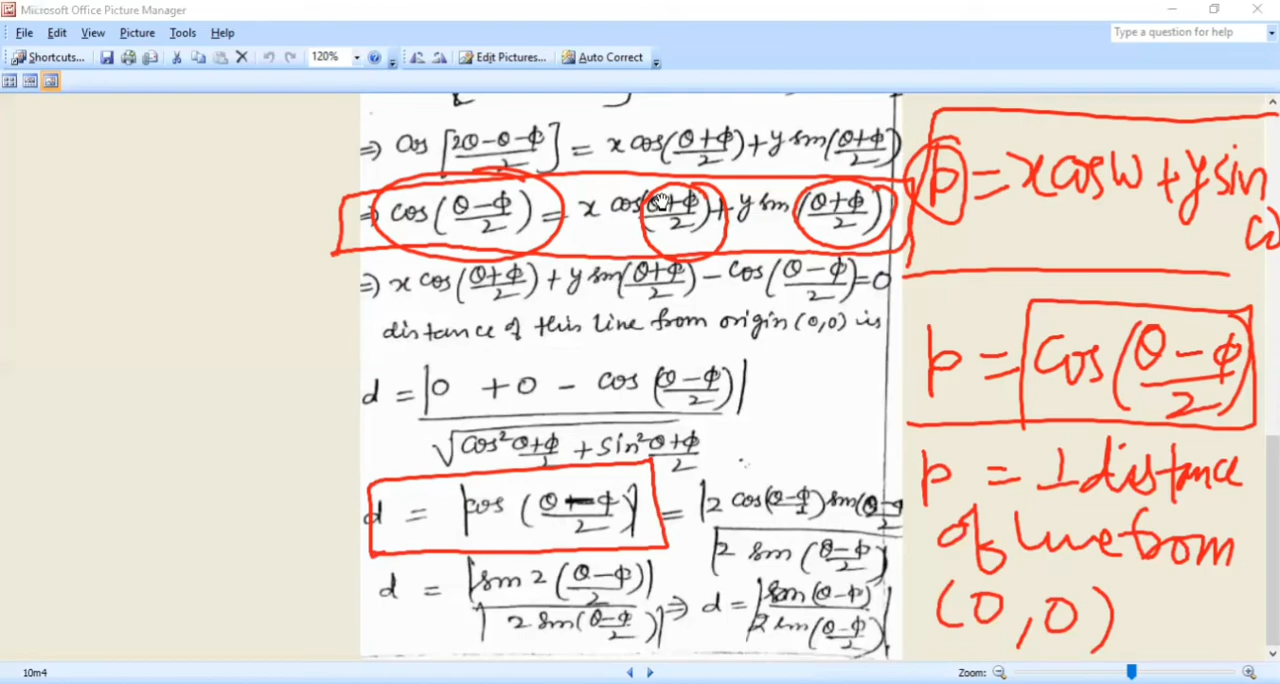 Microsoft Office Picture Manager
File Edit View Picture Tools Help
Type a question for help
Shortcuts... 120% Edit Pictures... Auto Correct
⇒ Cos [(2θ-θ-φ)/2] = x cos((θ+φ)/2) + y sin((θ+φ)/2)
⇒ cos((θ-φ)/2) = x cos((θ+φ)/2) + y sin((θ+φ)/2)
⇒ x cos((θ+φ)/2) + y sin((θ+φ)/2) - cos((θ-φ)/2) = 0
distance of this line from origin (0,0) is
d = |0 + 0 - cos((θ-φ)/2)| / √(cos² (θ+φ)/2 + sin² (θ+φ)/2)
d = |cos((θ-φ)/2)| = |2 cos((θ-φ)/2) sin((θ-φ)/2)| / |2 sin((θ-φ)/2)|
d = |sin 2((θ-φ)/2)| / |2 sin((θ-φ)/2)| ⇒ d = |sin(θ-φ)| / |2 sin((θ-φ)/2)|
p = x cos ω + y sin
ω
p = cos((θ-φ)/2)
p = ⊥ distance
of line from
(0,0)
10m4
Zoom: